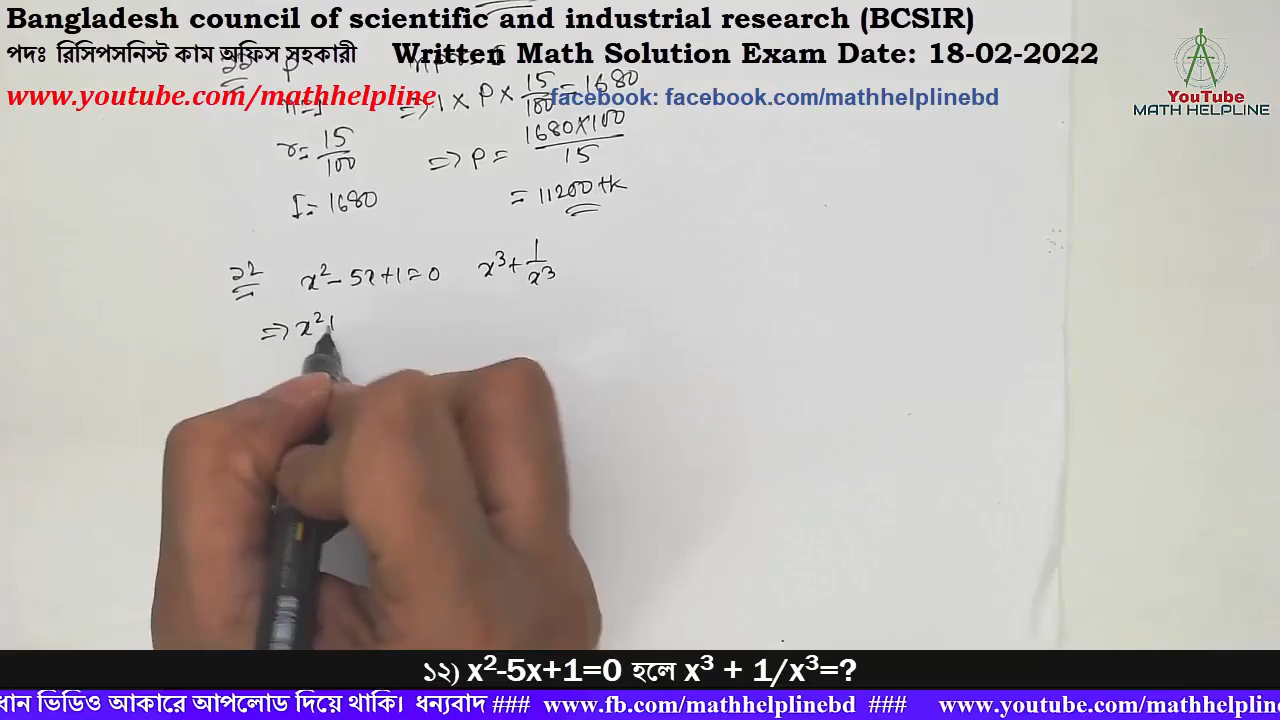 Bangladesh council of scientific and industrial research (BCSIR)
পদঃ রিসিপসনিস্ট কাম অফিস সহকারী Written Math Solution Exam Date: 18-02-2022
www.youtube.com/mathhelpline facebook: facebook.com/mathhelplinebd
YouTube
MATH HELPLINE
P
⇒ 1 × P × 15/100 = 1680
r = 15/100
⇒ P = 1680×100/15
I = 1680
= 11200 tk
১২ x² - 5x + 1 = 0 x³ + 1/x³
⇒ x²
১২) x²-5x+1=0 হলে x³ + 1/x³=?
ধান ভিডিও আকারে আপলোড দিয়ে থাকি। ধন্যবাদ ### www.fb.com/mathhelplinebd ### www.youtube.com/mathhelpline